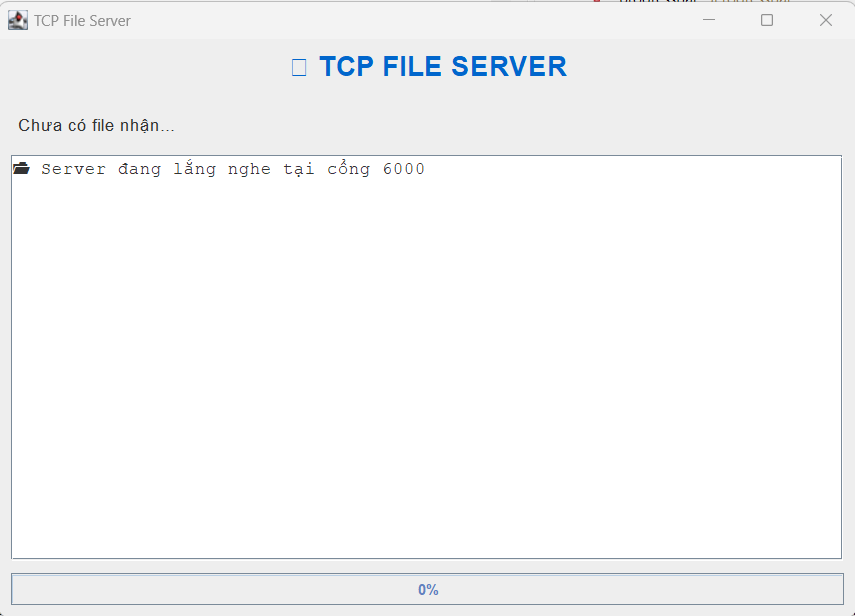 TCP File Server
TCP FILE SERVER
Chưa có file nhận...
Server đang lắng nghe tại cổng 6000
0%